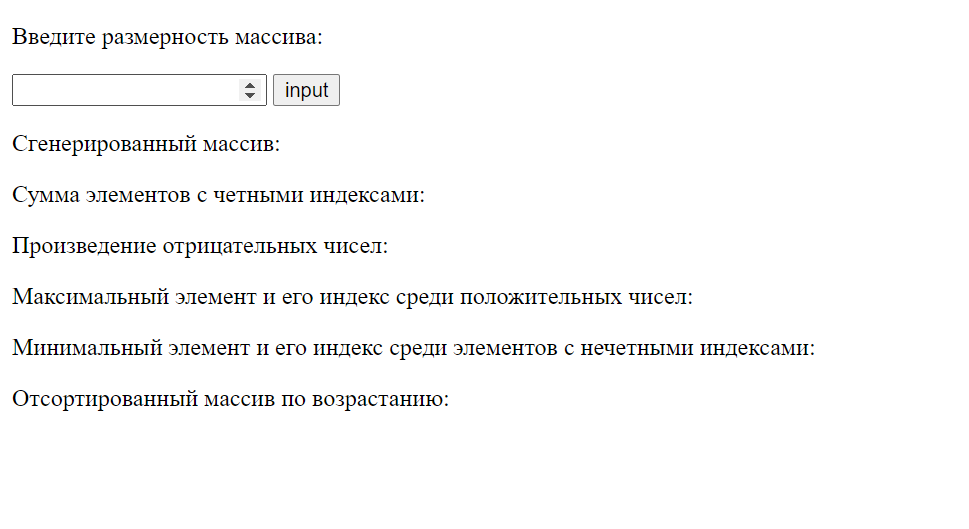 Введите размерность массива:
input
Сгенерированный массив:
Сумма элементов с четными индексами:
Произведение отрицательных чисел:
Максимальный элемент и его индекс среди положительных чисел:
Минимальный элемент и его индекс среди элементов с нечетными индексами:
Отсортированный массив по возрастанию: